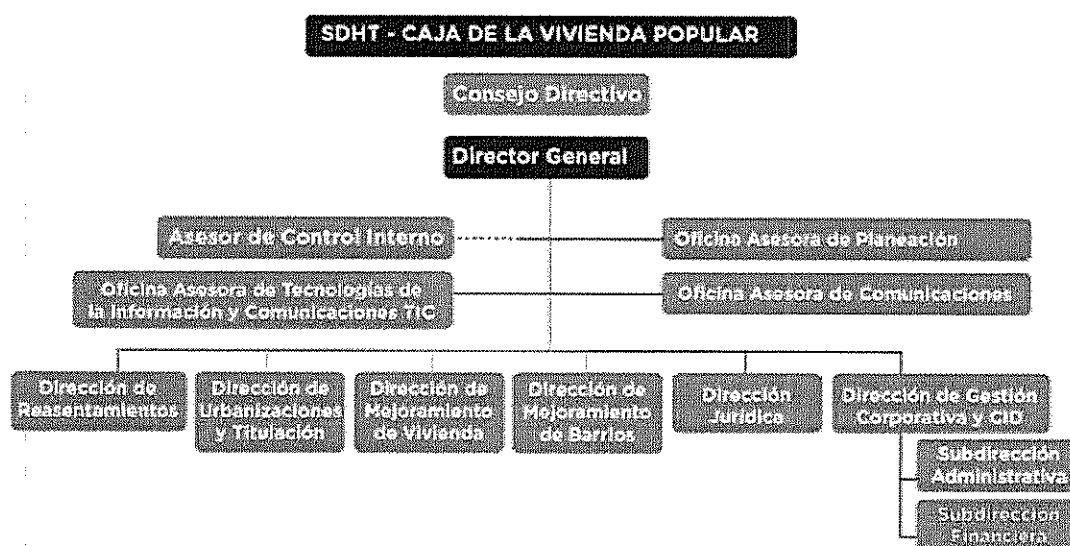 SDHT - CAJA DE LA VIVIENDA POPULAR
Consejo Directivo
Director General
Asesor de Control Interno
Oficina Asesora de Planeación
Oficina Asesora de Tecnologías de
la Información y Comunicaciones TIC
Oficina Asesora de Comunicaciones
Dirección de
Reasentamientos
Dirección de
Urbanizaciones
y Titulación
Dirección de
Mejoramiento
de Vivienda
Dirección de
Mejoramiento
de Barrios
Dirección
Jurídica
Dirección de Gestión
Corporativa y CID
Subdirección
Administrativa
Subdirección
Financiera